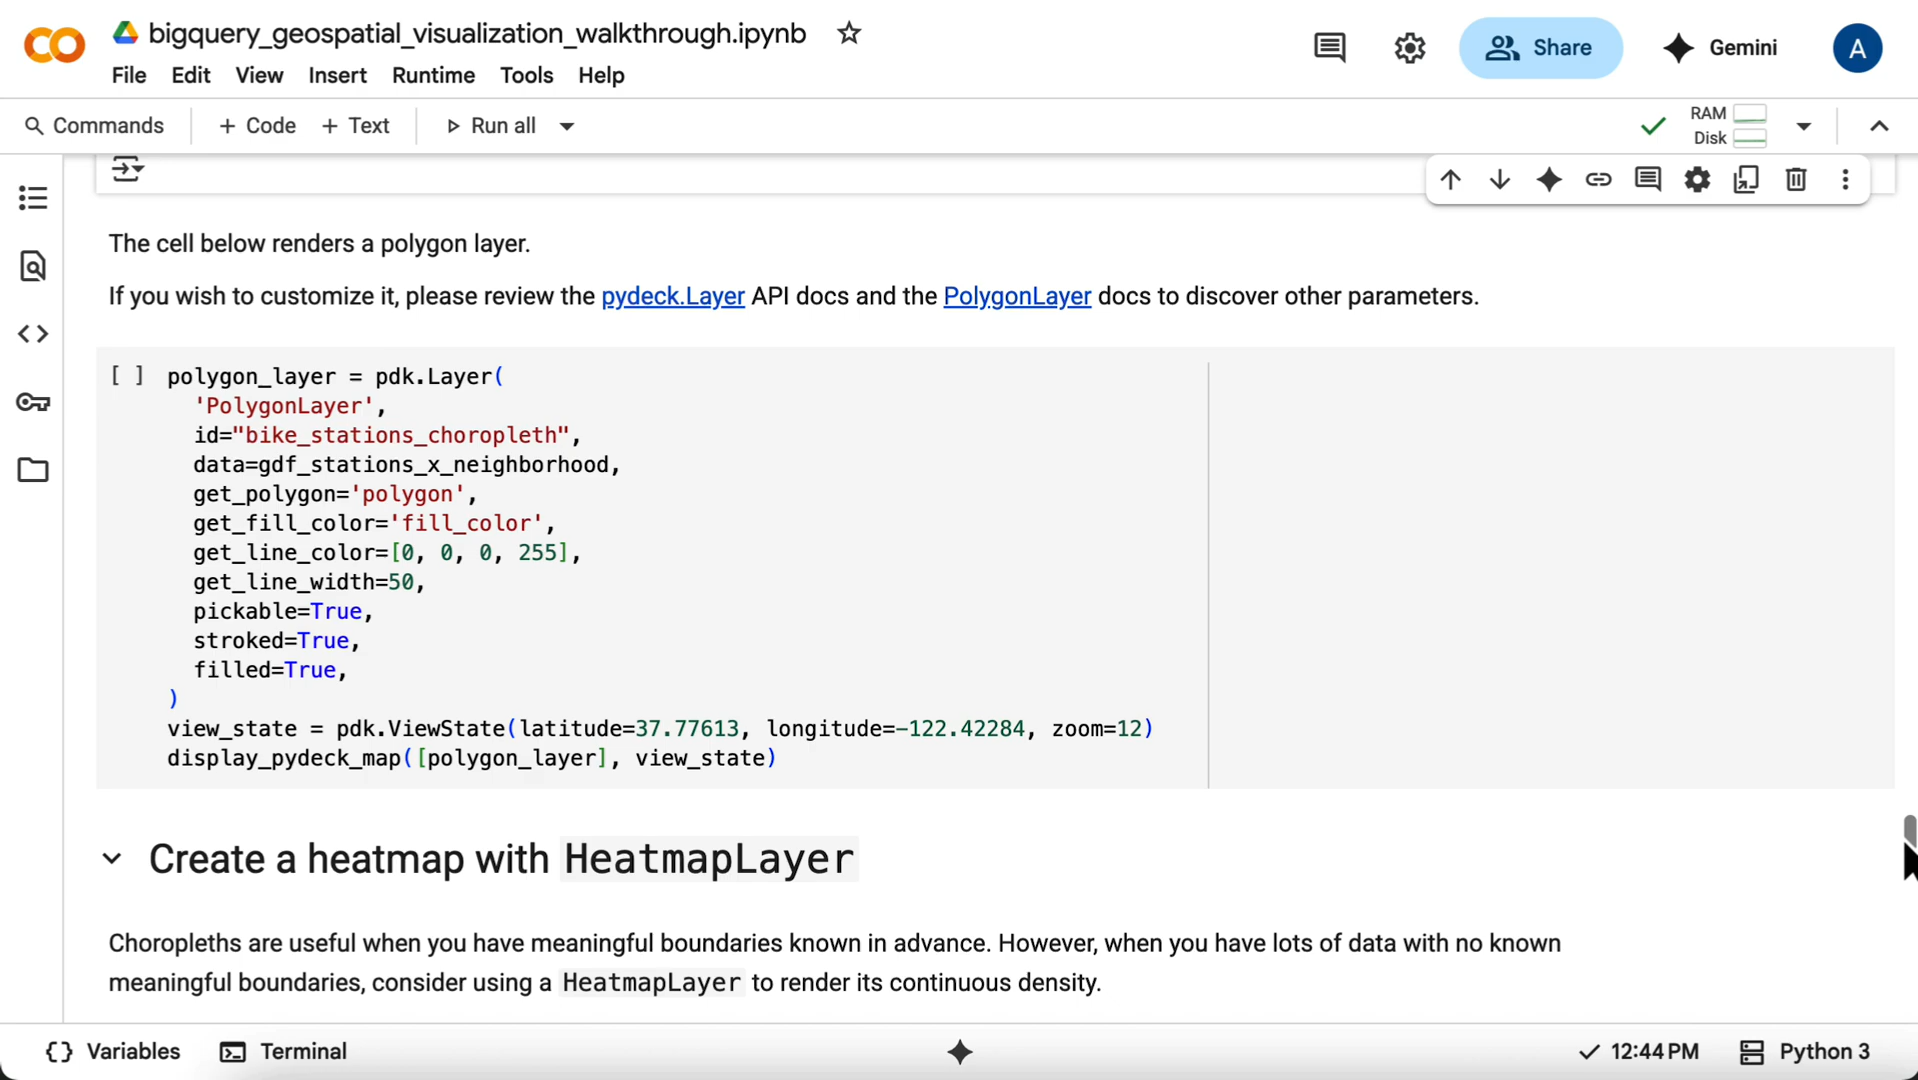 bigquery_geospatial_visualization_walkthrough.ipynb
File Edit View Insert Runtime Tools Help
Share
Gemini
A
Commands
+ Code + Text
Run all
RAM
Disk
The cell below renders a polygon layer.
If you wish to customize it, please review the pydeck.Layer API docs and the PolygonLayer docs to discover other parameters.
[ ] polygon_layer = pdk.Layer(
'PolygonLayer',
id="bike_stations_choropleth",
data=gdf_stations_x_neighborhood,
get_polygon='polygon',
get_fill_color='fill_color',
get_line_color=[0, 0, 0, 255],
get_line_width=50,
pickable=True,
stroked=True,
filled=True,
)
view_state = pdk.ViewState(latitude=37.77613, longitude=-122.42284, zoom=12)
display_pydeck_map([polygon_layer], view_state)
Create a heatmap with HeatmapLayer
Choropleths are useful when you have meaningful boundaries known in advance. However, when you have lots of data with no known
meaningful boundaries, consider using a HeatmapLayer to render its continuous density.
Variables
Terminal
12:44 PM
Python 3